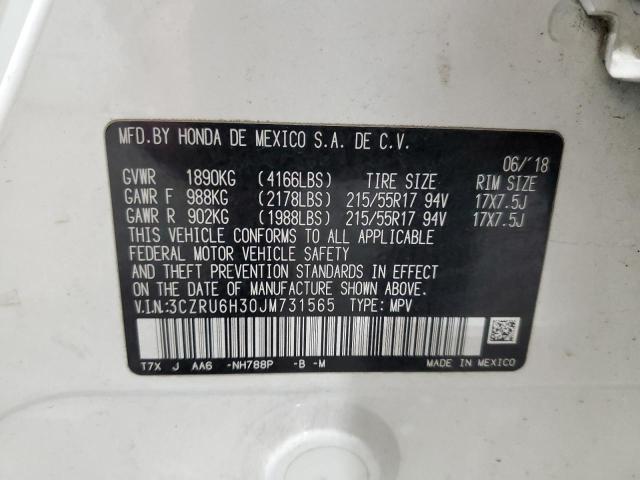 MFD.BY HONDA DE MEXICO S.A. DE C.V.
06/'18
GVWR 1890KG (4166LBS) TIRE SIZE RIM SIZE
GAWR F 988KG (2178LBS) 215/55R17 94V 17X7.5J
GAWR R 902KG (1988LBS) 215/55R17 94V 17X7.5J
THIS VEHICLE CONFORMS TO ALL APPLICABLE
FEDERAL MOTOR VEHICLE SAFETY
AND THEFT PREVENTION STANDARDS IN EFFECT
ON THE DATE OF MANUFACTURE SHOWN ABOVE.
V.I.N.:3CZRU6H30JM731565 TYPE: MPV
T7X J AA6 -NH788P -B -M MADE IN MEXICO